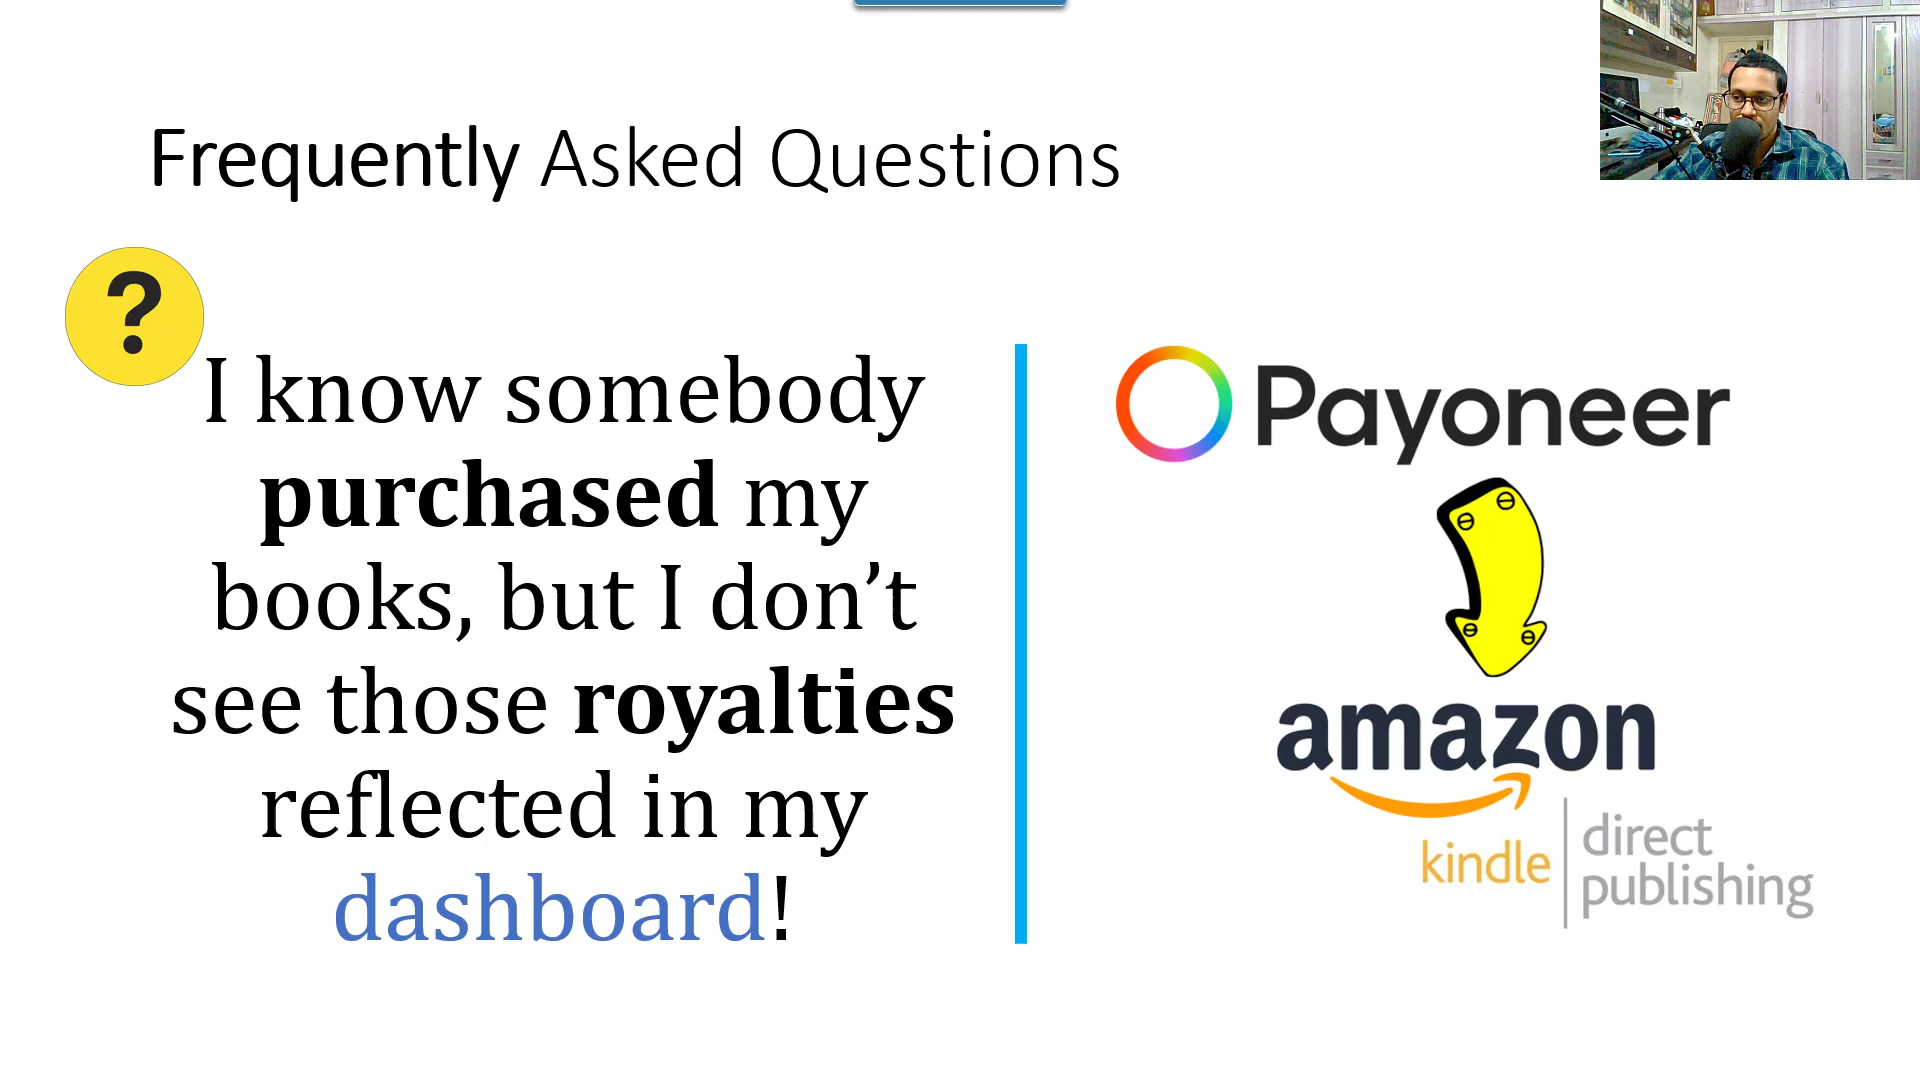 Frequently Asked Questions
?
I know somebody
purchased my
books, but I don’t
see those royalties
reflected in my
dashboard!
Payoneer
amazon
kindle
direct
publishing